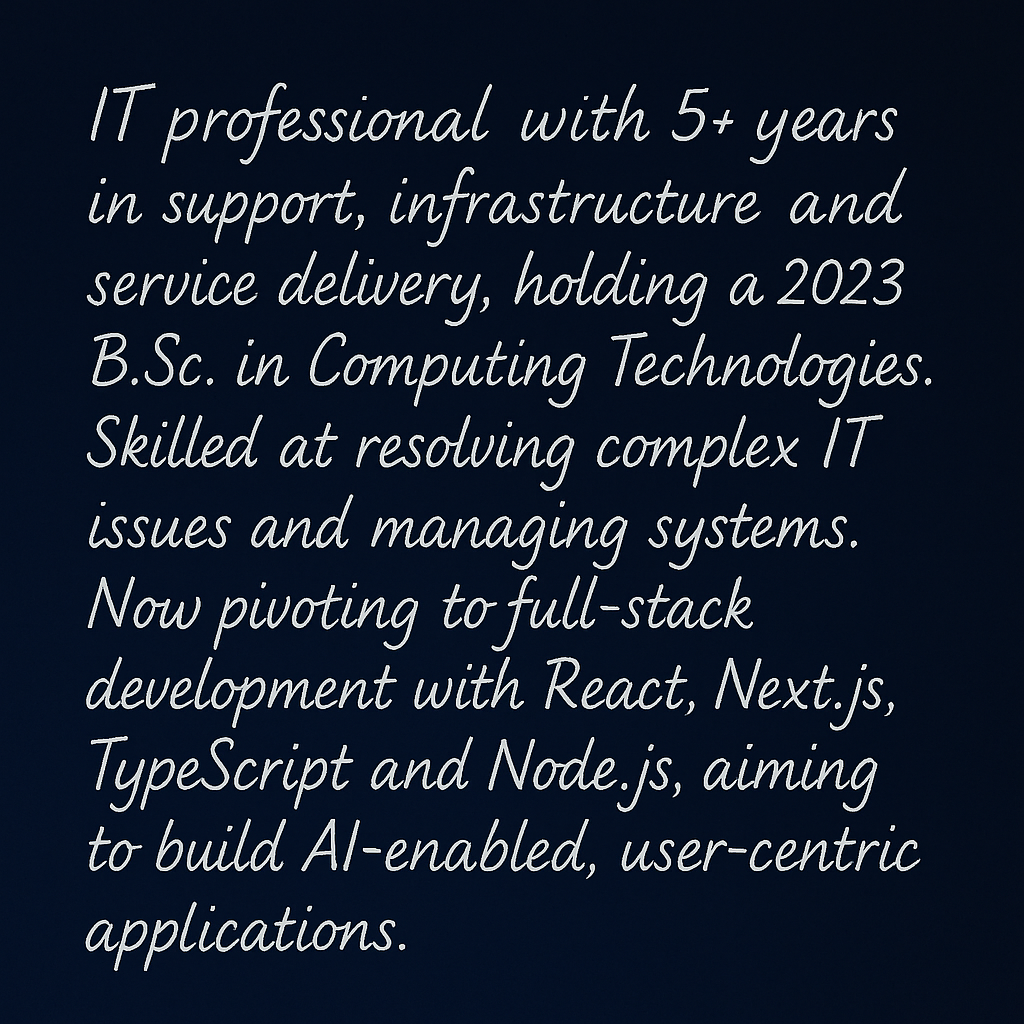 IT professional with 5+ years
in support, infrastructure and
service delivery, holding a 2023
B.Sc. in Computing Technologies.
Skilled at resolving complex IT
issues and managing systems.
Now pivoting to full-stack
development with React, Next.js,
TypeScript and Node.js, aiming
to build AI-enabled, user-centric
applications.